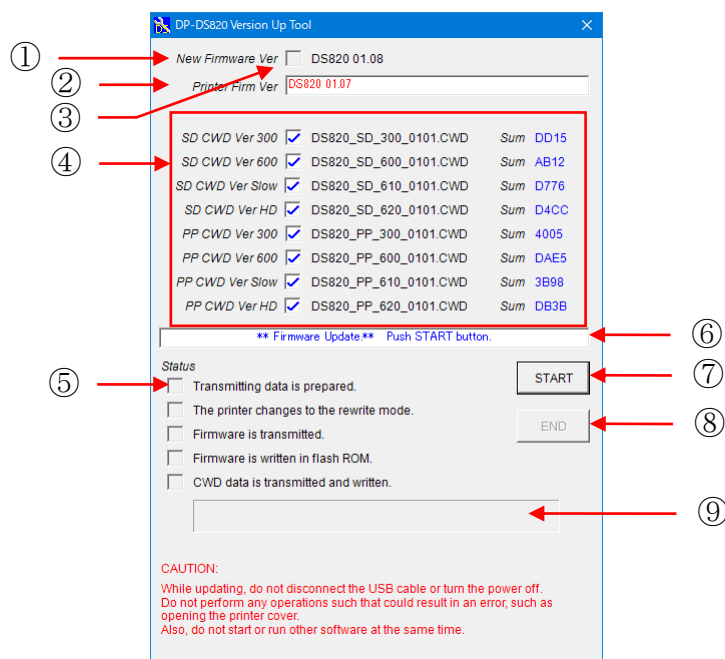 DP-DS820 Version Up Tool
① New Firmware Ver DS820 01.08
② Printer Firm Ver DS820 01.07
③
④
SD CWD Ver 300 DS820_SD_300_0101.CWD Sum DD15
SD CWD Ver 600 DS820_SD_600_0101.CWD Sum AB12
SD CWD Ver Slow DS820_SD_610_0101.CWD Sum D776
SD CWD Ver HD DS820_SD_620_0101.CWD Sum D4CC
PP CWD Ver 300 DS820_PP_300_0101.CWD Sum 4005
PP CWD Ver 600 DS820_PP_600_0101.CWD Sum DAE5
PP CWD Ver Slow DS820_PP_610_0101.CWD Sum 3B98
PP CWD Ver HD DS820_PP_620_0101.CWD Sum DB3B
** Firmware Update.** Push START button. ⑥
Status
START ⑦
⑤ Transmitting data is prepared.
The printer changes to the rewrite mode.
END ⑧
Firmware is transmitted.
Firmware is written in flash ROM.
CWD data is transmitted and written.
⑨
CAUTION:
While updating, do not disconnect the USB cable or turn the power off.
Do not perform any operations such that could result in an error, such as
opening the printer cover.
Also, do not start or run other software at the same time.